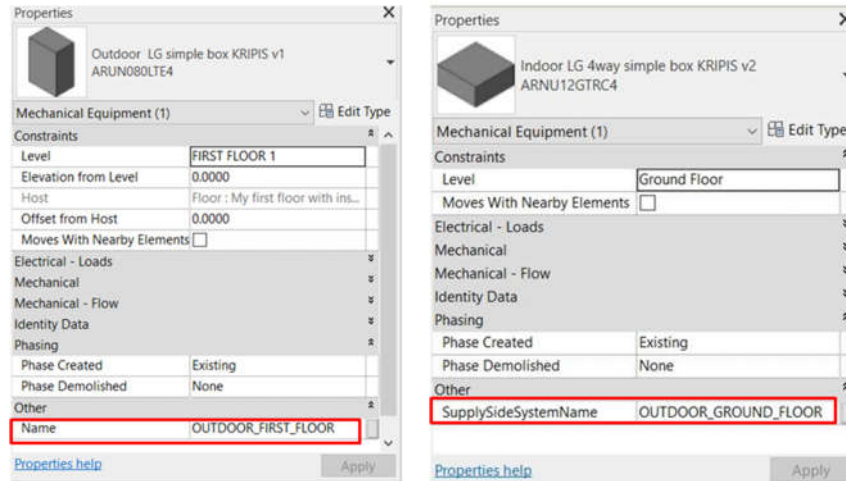 Properties
Outdoor LG simple box KRIPIS v1
ARUN080LTE4
Mechanical Equipment (1) Edit Type
Constraints
Level FIRST FLOOR 1
Elevation from Level 0.0000
Host Floor : My first floor with ins...
Offset from Host 0.0000
Moves With Nearby Elements
Electrical - Loads
Mechanical
Mechanical - Flow
Identity Data
Phasing
Phase Created Existing
Phase Demolished None
Other
Name OUTDOOR_FIRST_FLOOR
Properties help Apply
Properties
Indoor LG 4way simple box KRIPIS v2
ARNU12GTRC4
Mechanical Equipment (1) Edit Type
Constraints
Level Ground Floor
Moves With Nearby Elements
Electrical - Loads
Mechanical
Mechanical - Flow
Identity Data
Phasing
Phase Created Existing
Phase Demolished None
Other
SupplySideSystemName OUTDOOR_GROUND_FLOOR
Properties help Apply